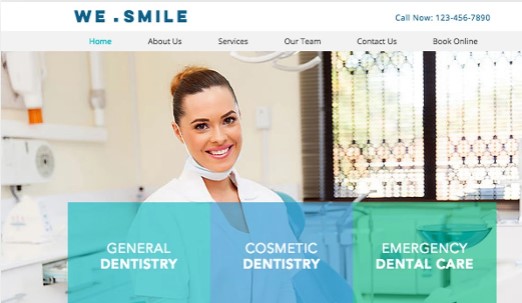 WE.SMILE
Call Now: 123-456-7890
Home About Us Services Our Team Contact Us Book Online
GENERAL
DENTISTRY
COSMETIC
DENTISTRY
EMERGENCY
DENTAL CARE